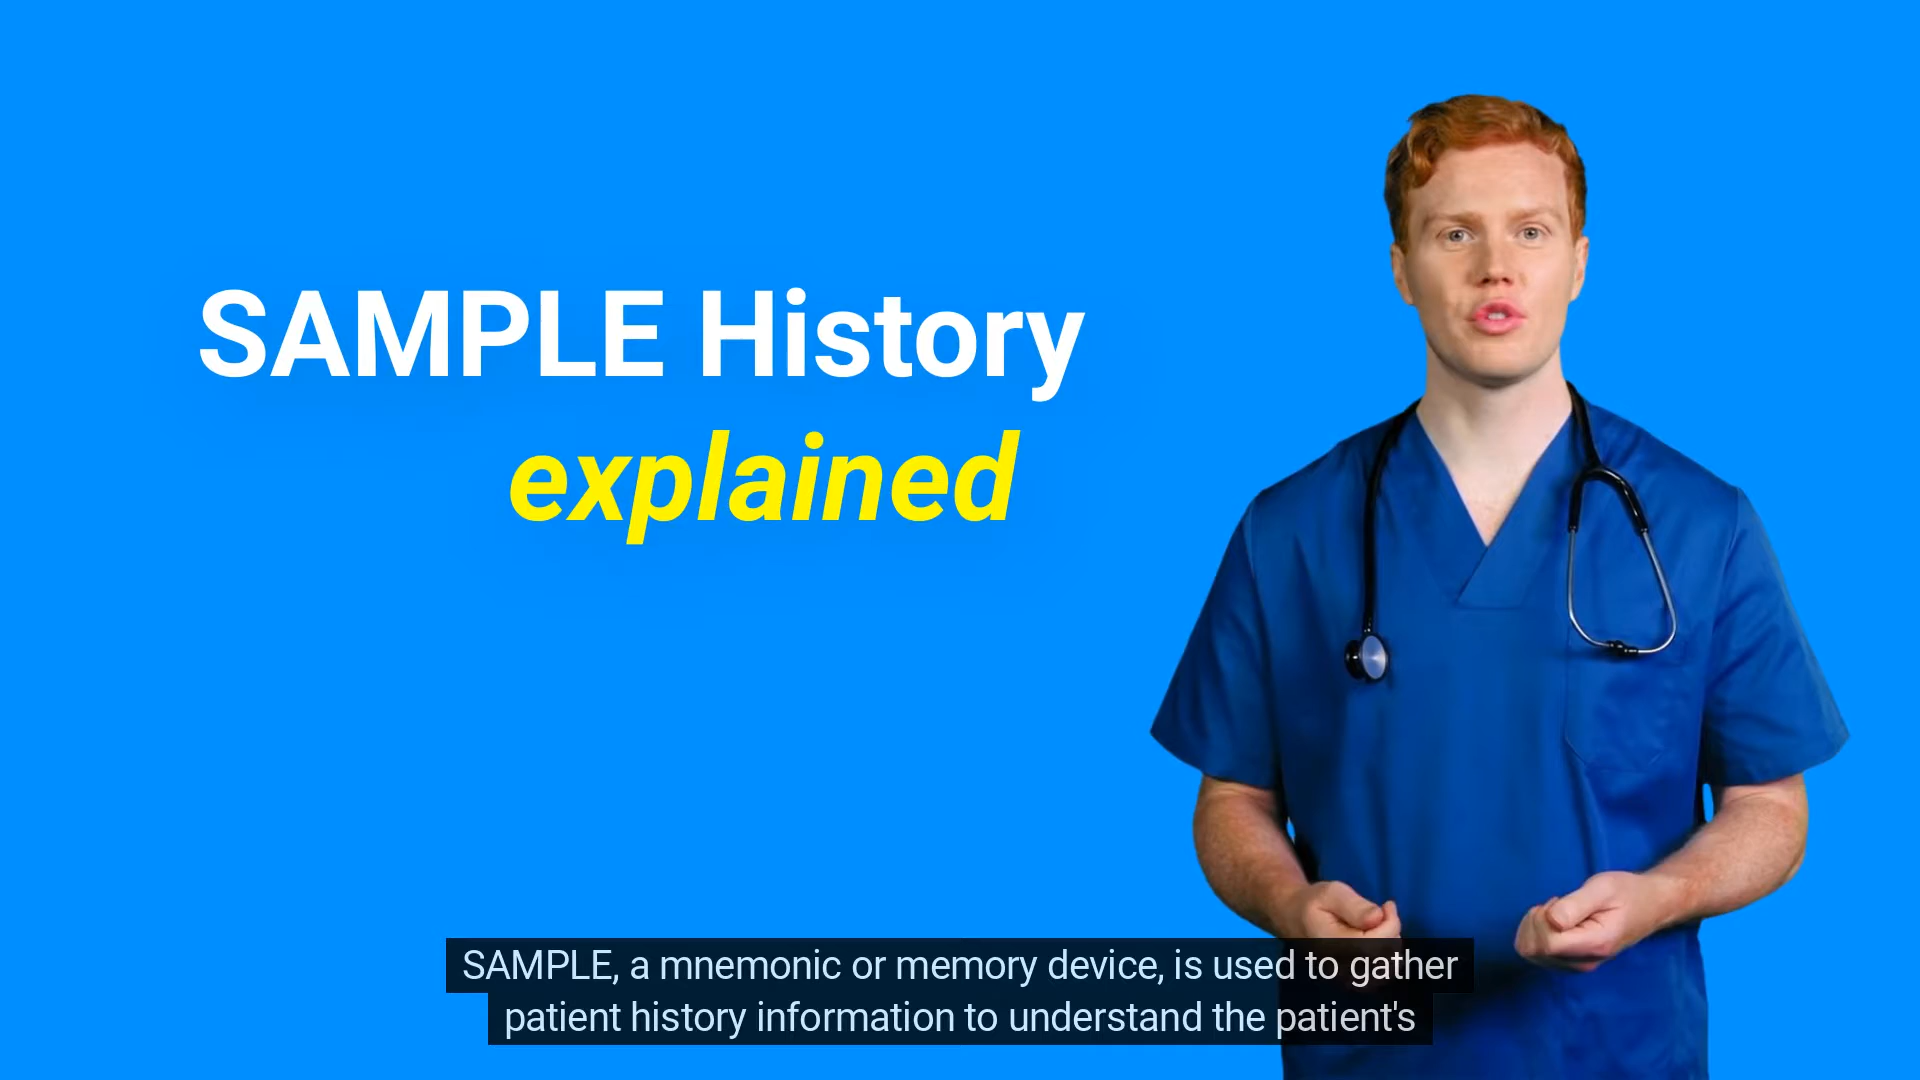 SAMPLE History
explained
SAMPLE, a mnemonic or memory device, is used to gather
patient history information to understand the patient's